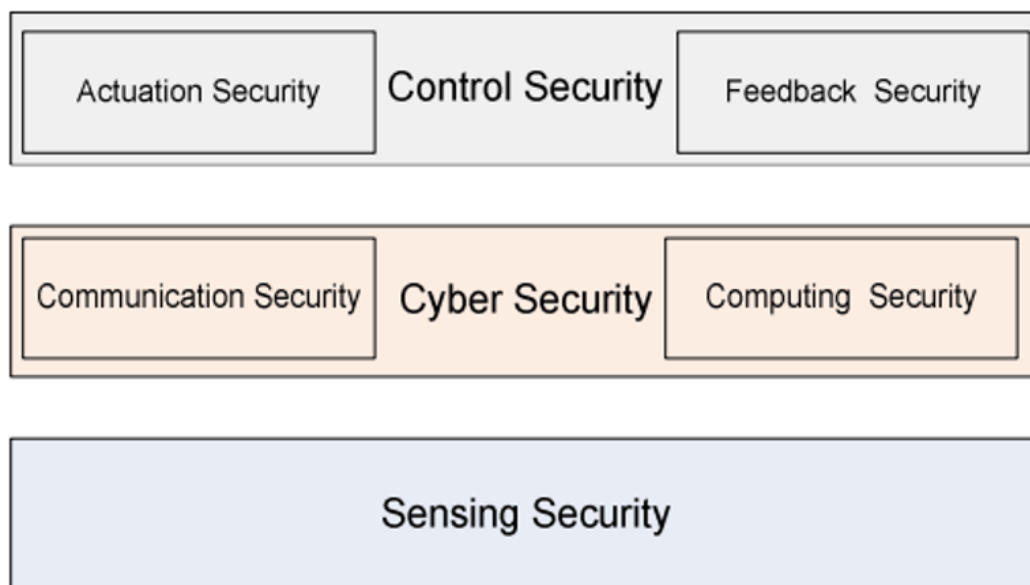 Actuation Security
Control Security
Feedback Security
Communication Security
Cyber Security
Computing Security
Sensing Security